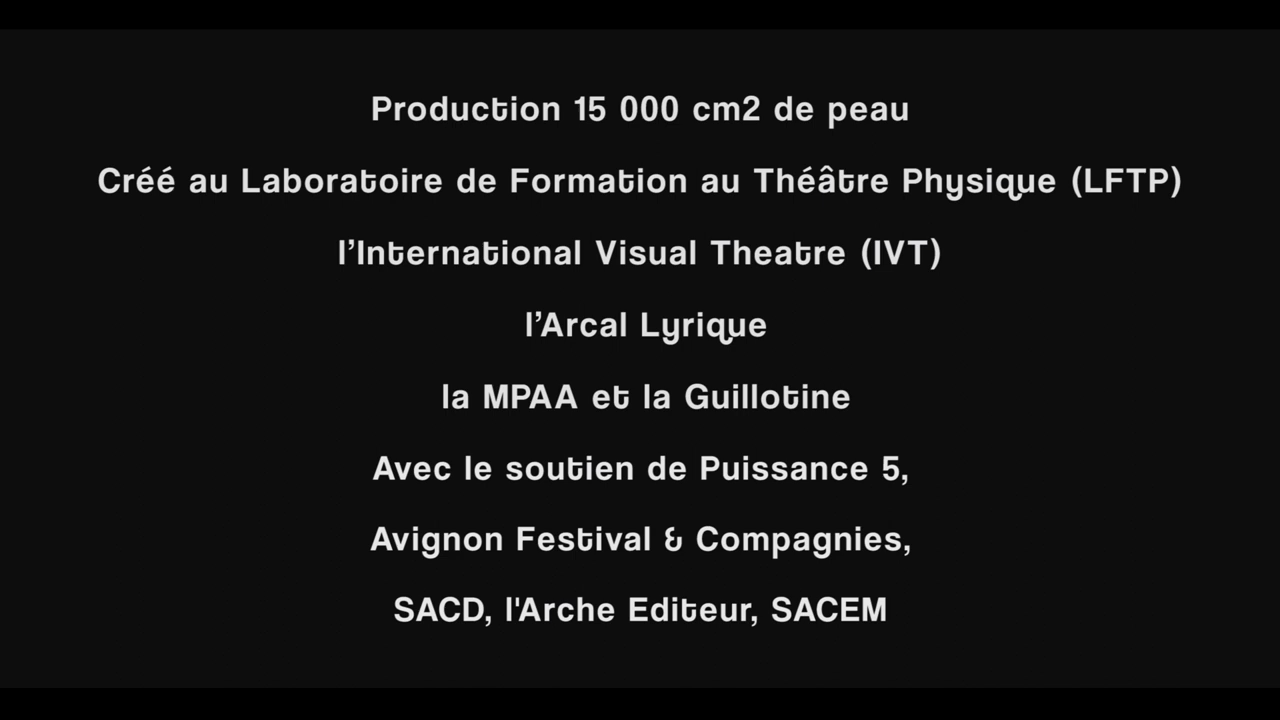 Production 15 000 cm2 de peau
Créé au Laboratoire de Formation au Théâtre Physique (LFTP)
l’International Visual Theatre (IVT)
l’Arcal Lyrique
la MPAA et la Guillotine
Avec le soutien de Puissance 5,
Avignon Festival & Compagnies,
SACD, l'Arche Editeur, SACEM